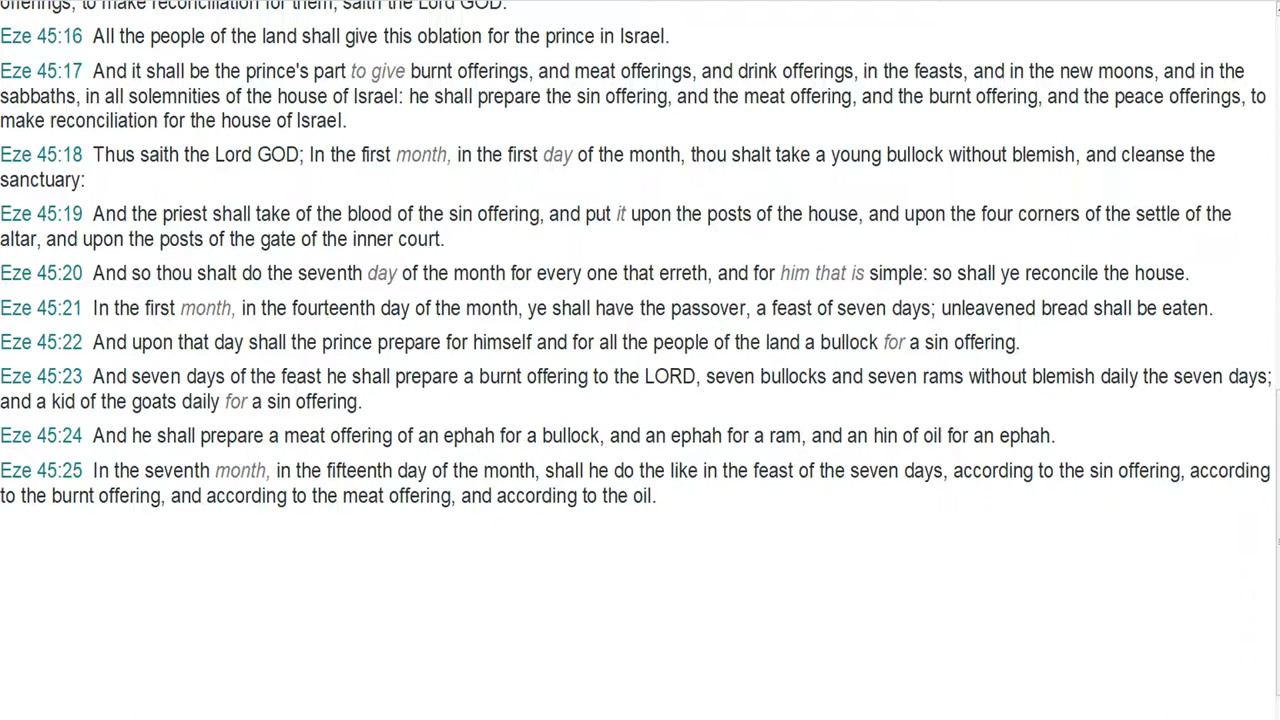 offerings, to make reconciliation for them, saith the Lord GOD.
Eze 45:16 All the people of the land shall give this oblation for the prince in Israel.
Eze 45:17 And it shall be the prince's part to give burnt offerings, and meat offerings, and drink offerings, in the feasts, and in the new moons, and in the
sabbaths, in all solemnities of the house of Israel: he shall prepare the sin offering, and the meat offering, and the burnt offering, and the peace offerings, to
make reconciliation for the house of Israel.
Eze 45:18 Thus saith the Lord GOD; In the first month, in the first day of the month, thou shalt take a young bullock without blemish, and cleanse the
sanctuary:
Eze 45:19 And the priest shall take of the blood of the sin offering, and put it upon the posts of the house, and upon the four corners of the settle of the
altar, and upon the posts of the gate of the inner court.
Eze 45:20 And so thou shalt do the seventh day of the month for every one that erreth, and for him that is simple: so shall ye reconcile the house.
Eze 45:21 In the first month, in the fourteenth day of the month, ye shall have the passover, a feast of seven days; unleavened bread shall be eaten.
Eze 45:22 And upon that day shall the prince prepare for himself and for all the people of the land a bullock for a sin offering.
Eze 45:23 And seven days of the feast he shall prepare a burnt offering to the LORD, seven bullocks and seven rams without blemish daily the seven days;
and a kid of the goats daily for a sin offering.
Eze 45:24 And he shall prepare a meat offering of an ephah for a bullock, and an ephah for a ram, and an hin of oil for an ephah.
Eze 45:25 In the seventh month, in the fifteenth day of the month, shall he do the like in the feast of the seven days, according to the sin offering, according
to the burnt offering, and according to the meat offering, and according to the oil.